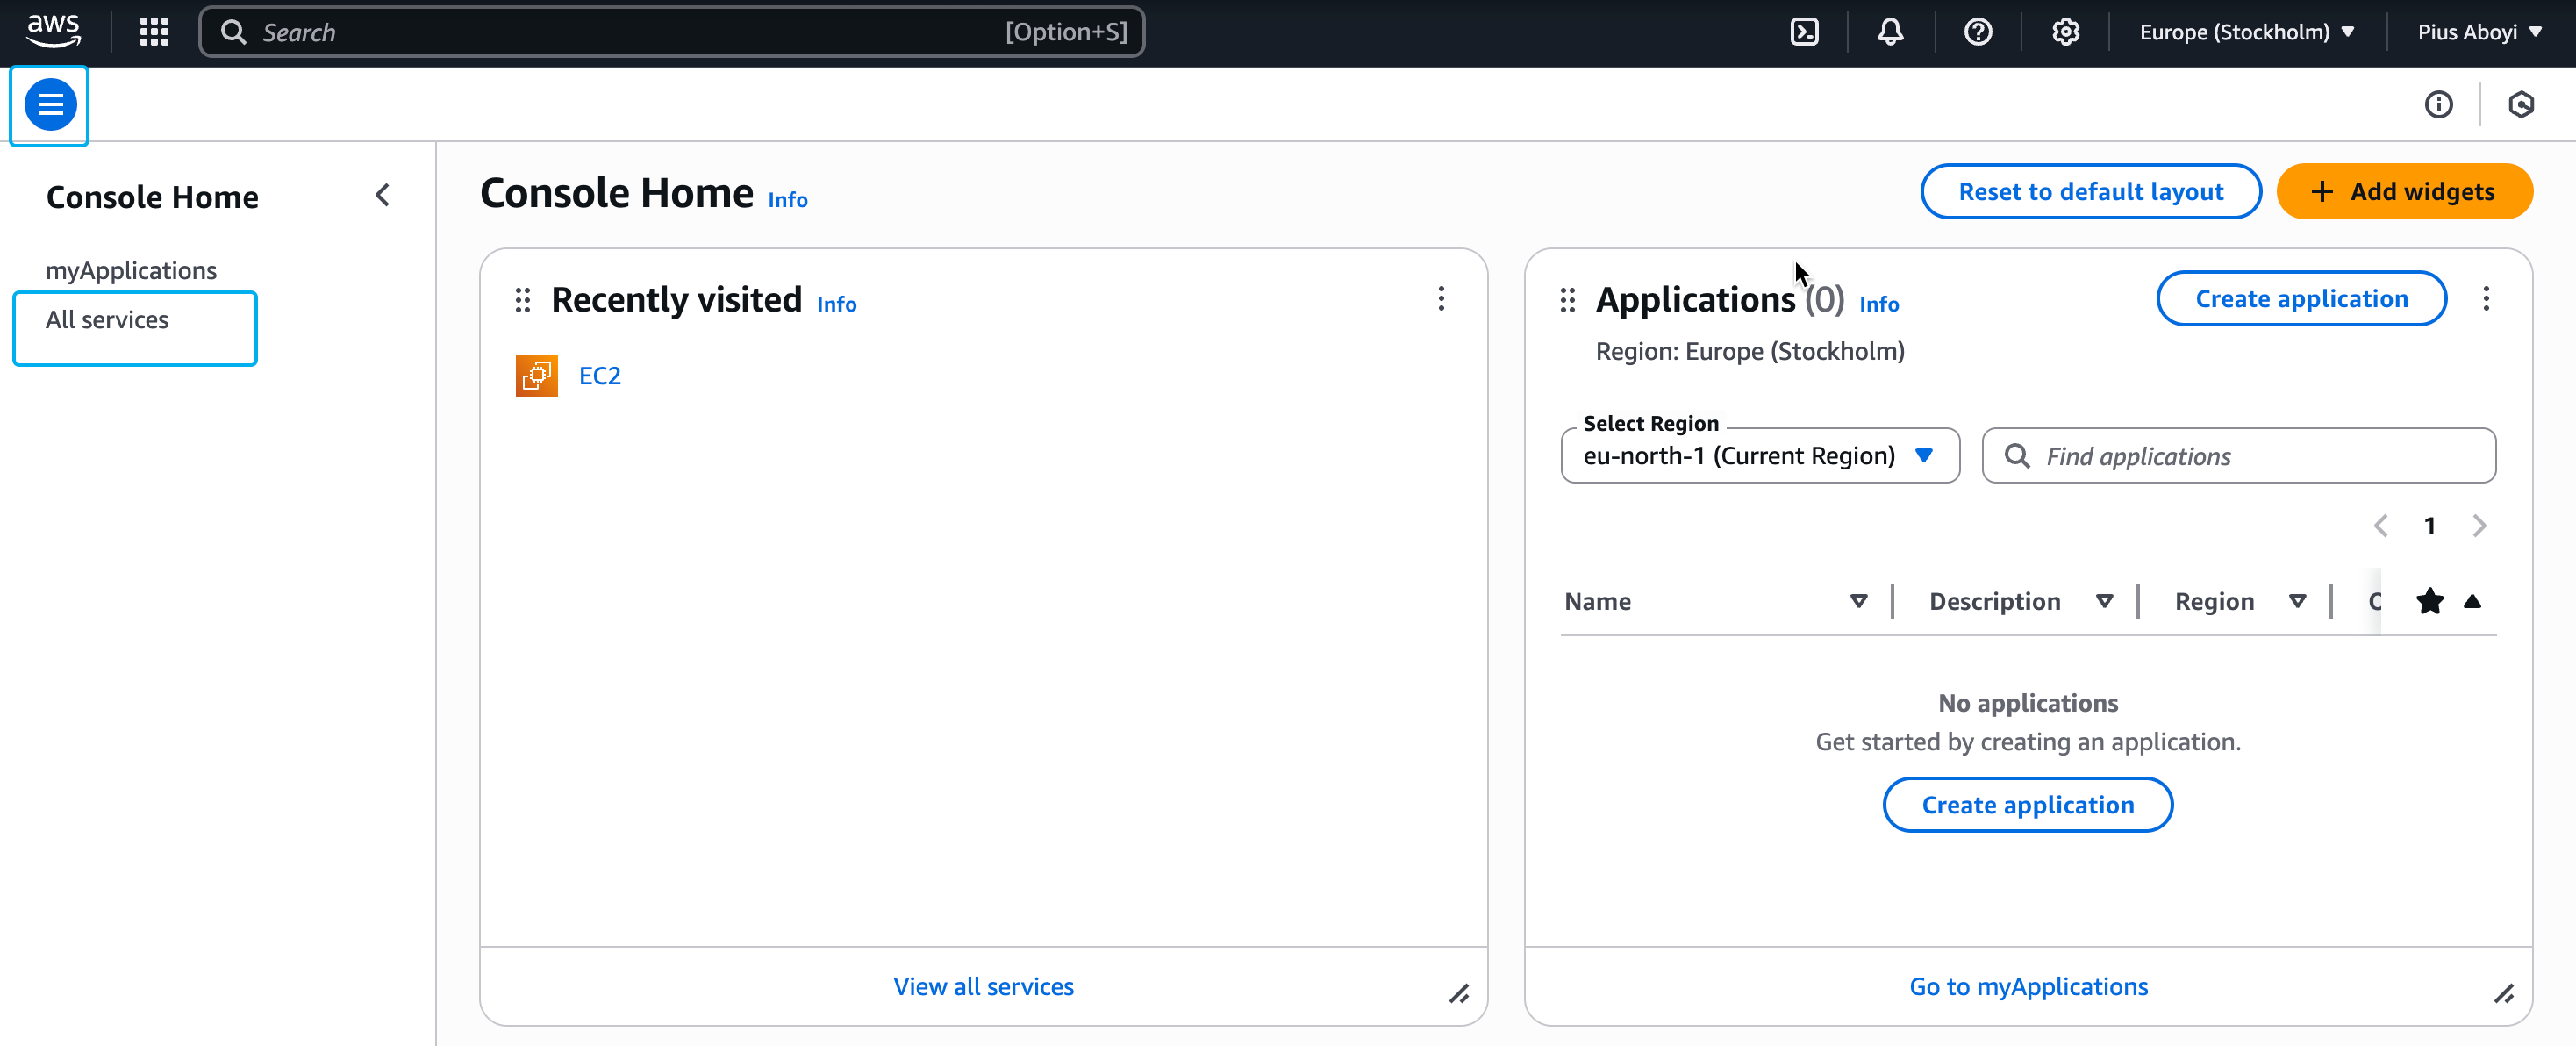 aws
Search [Option+S]
Europe (Stockholm)
Pius Aboyi
Console Home
myApplications
All services
Console Home Info
Reset to default layout
+ Add widgets
Recently visited Info
EC2
View all services
Applications (0) Info
Create application
Region: Europe (Stockholm)
Select Region
eu-north-1 (Current Region)
Find applications
1
Name Description Region
No applications
Get started by creating an application.
Create application
Go to myApplications